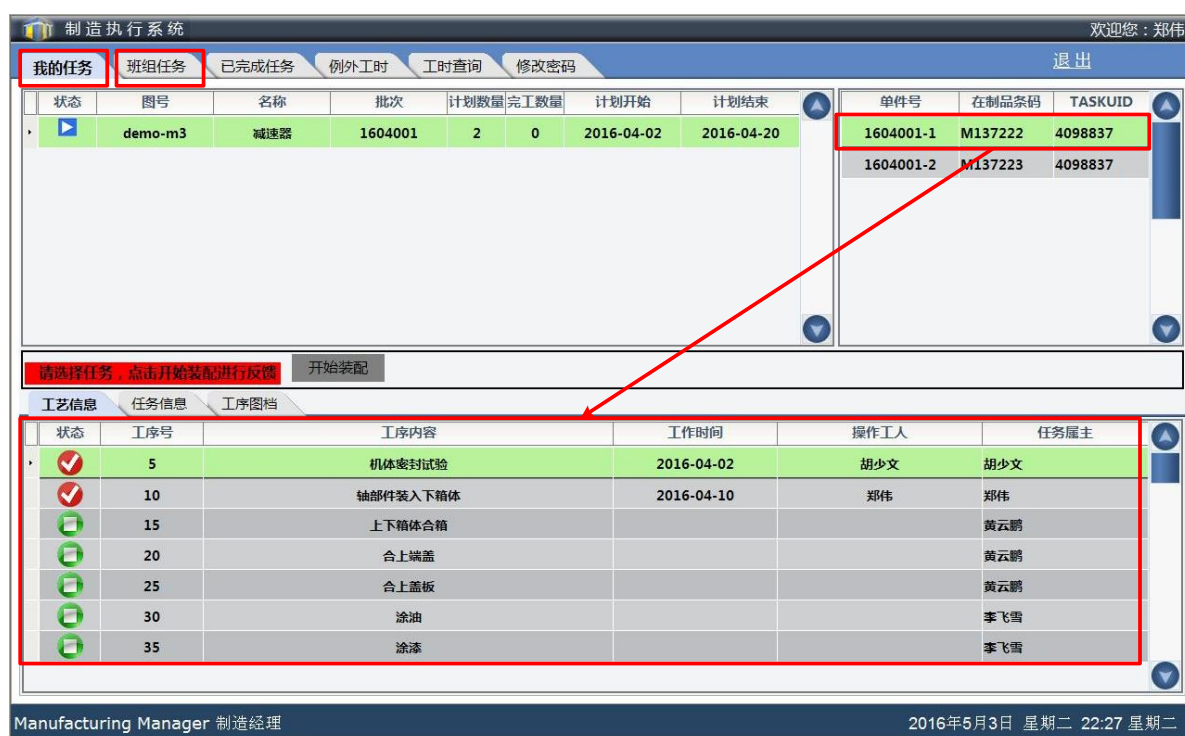 制造执行系统 欢迎您：郑伟
我的任务 班组任务 已完成任务 例外工时 工时查询 修改密码 退出
状态 图号 名称 批次 计划数量 完工数量 计划开始 计划结束 单件号 在制品条码 TASKUID
demo-m3 减速器 1604001 2 0 2016-04-02 2016-04-20 1604001-1 M137222 4098837
1604001-2 M137223 4098837
请选择任务，点击开始装配进行反馈 开始装配
工艺信息 任务信息 工序图档
状态 工序号 工序内容 工作时间 操作工人 任务属主
5 机体密封试验 2016-04-02 胡少文 胡少文
10 轴部件装入下箱体 2016-04-10 郑伟 郑伟
15 上下箱体合箱 黄云鹏
20 合上端盖 黄云鹏
25 合上盖板 黄云鹏
30 涂油 李飞雪
35 涂漆 李飞雪
Manufacturing Manager 制造经理 2016年5月3日 星期二 22:27 星期二